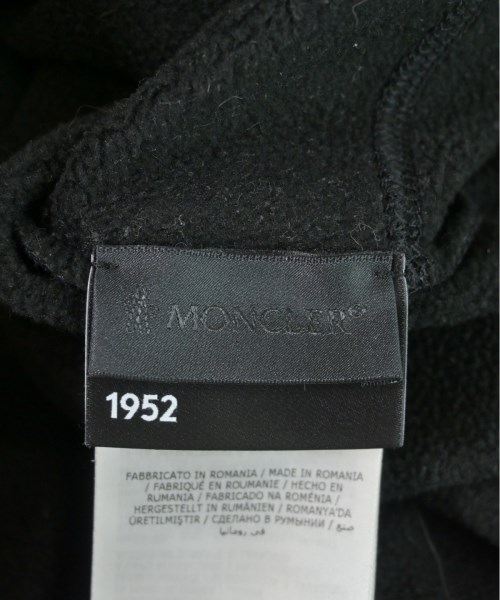 MONCLER®
1952
FABBRICATO IN ROMANIA / MADE IN ROMANIA
/ FABRIQUÉ EN ROUMANIE / HECHO EN
RUMANIA / FABRICADO NA ROMÉNIA /
HERGESTELLT IN RUMÄNIEN / ROMANYA'DA
ÜRETILMIŞTIR / СДЕЛАНО В РУМЫНИИ / صنع
في رومانيا